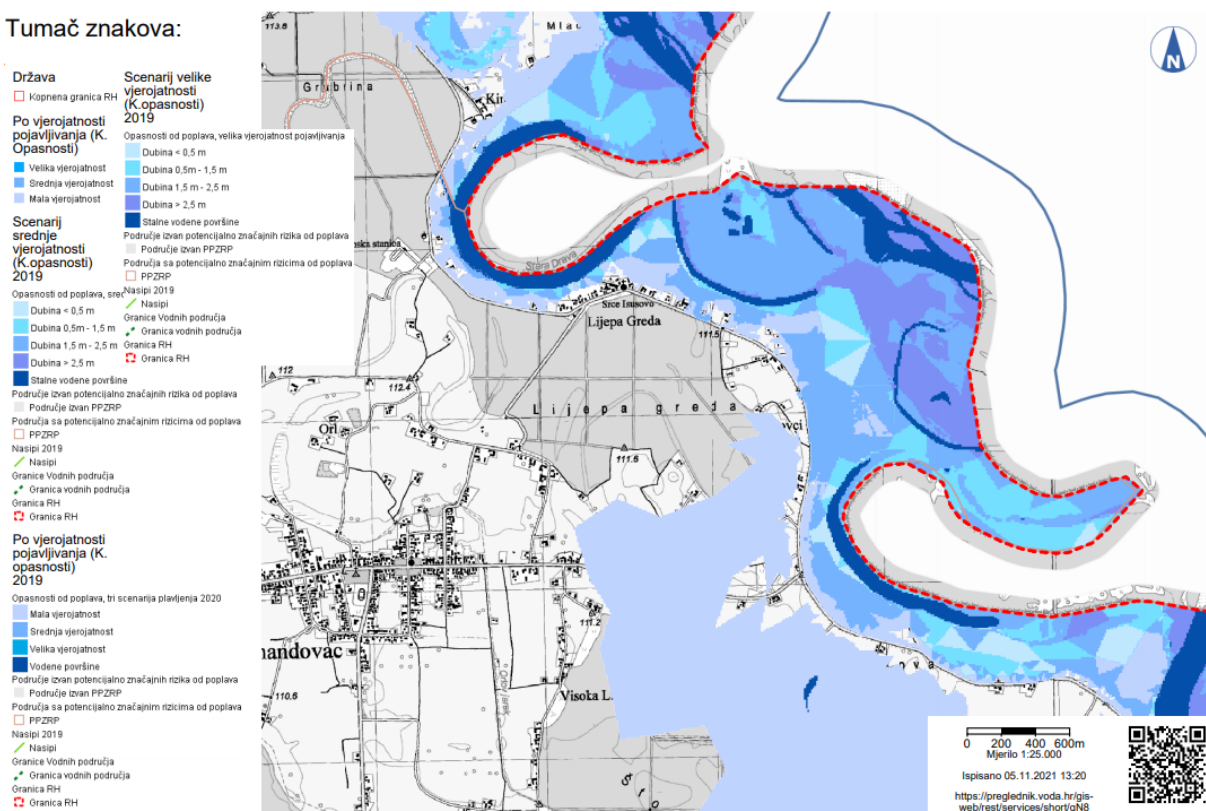 Tumač znakova:
Država
Kopnena granica RH
Po vjerojatnosti
pojavljivanja (K.
Opasnosti)
Velika vjerojatnost
Srednja vjerojatnost
Mala vjerojatnost
Scenarij
srednje
vjerojatnosti
(K.opasnosti)
2019
Opasnosti od poplava,
Dubina < 0,5 m
Dubina 0,5m - 1,5 m
Dubina 1,5 m - 2,5 m
Dubina > 2,5 m
Stalne vodene površine
Područje izvan potencijalno značajnih rizika od poplava
Područje izvan PPZRP
Područja sa potencijalno značajnim rizicima od poplava
PPZRP
Nasipi 2019
Nasipi
Granice Vodnih područja
Granica vodnih područja
Granica RH
Granica RH
Po vjerojatnosti
pojavljivanja (K.
opasnosti)
2019
Opasnosti od poplava, tri scenarija plavljenja 2020
Mala vjerojatnost
Srednja vjerojatnost
Velika vjerojatnost
Vodene površine
Područje izvan potencijalno značajnih rizika od poplava
Područje izvan PPZRP
Područja sa potencijalno značajnim rizicima od poplava
PPZRP
Nasipi 2019
Nasipi
Granice Vodnih područja
Granica vodnih područja
Granica RH
Granica RH
Scenarij velike
vjerojatnosti
(K.opasnosti)
2019
Opasnosti od poplava, velika vjerojatnost pojavljivanja
Dubina < 0,5 m
Dubina 0,5m - 1,5 m
Dubina 1,5 m - 2,5 m
Dubina > 2,5 m
Stalne vodene površine
Područje izvan potencijalno značajnih rizika od poplava
Područje izvan PPZRP
Područja sa potencijalno značajnim rizicima od poplava
PPZRP
Nasipi 2019
Nasipi
Granice Vodnih područja
Granica vodnih područja
Granica RH
Granica RH
113.6
Grubrina
N
Stara Drava
Srce Isusovo
Lijepa Greda
111.5
112
112.4
Lijepa greda
Orl
111.6
111.2
110.6
Visoka L
0 200 400 600m
Mjerilo 1:25.000
Ispisano 05.11.2021 13:20
https://preglednik.voda.hr/gis-
web/rest/services/short/gN8